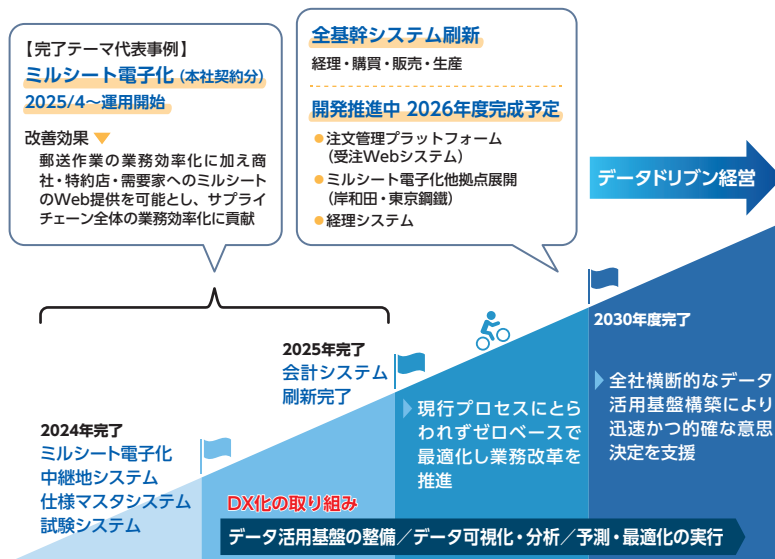 【完了テーマ代表事例】
ミルシート電子化（本社契約分）
2025/4～運用開始
改善効果
郵送作業の業務効率化に加え商
社・特約店・需要家へのミルシート
のWeb提供を可能とし、サプライ
チェーン全体の業務効率化に貢献
全基幹システム刷新
経理・購買・販売・生産
開発推進中 2026年度完成予定
注文管理プラットフォーム
（受注Webシステム）
ミルシート電子化他拠点展開
（岸和田・東京鋼鐵）
経理システム
データドリブン経営
2024年完了
ミルシート電子化
中継地システム
仕様マスタシステム
試験システム
2025年完了
会計システム
刷新完了
現行プロセスにとら
われずゼロベースで
最適化し業務改革を
推進
2030年度完了
全社横断的なデータ
活用基盤構築により
迅速かつ的確な意思
決定を支援
DX化の取り組み
データ活用基盤の整備／データ可視化・分析／予測・最適化の実行